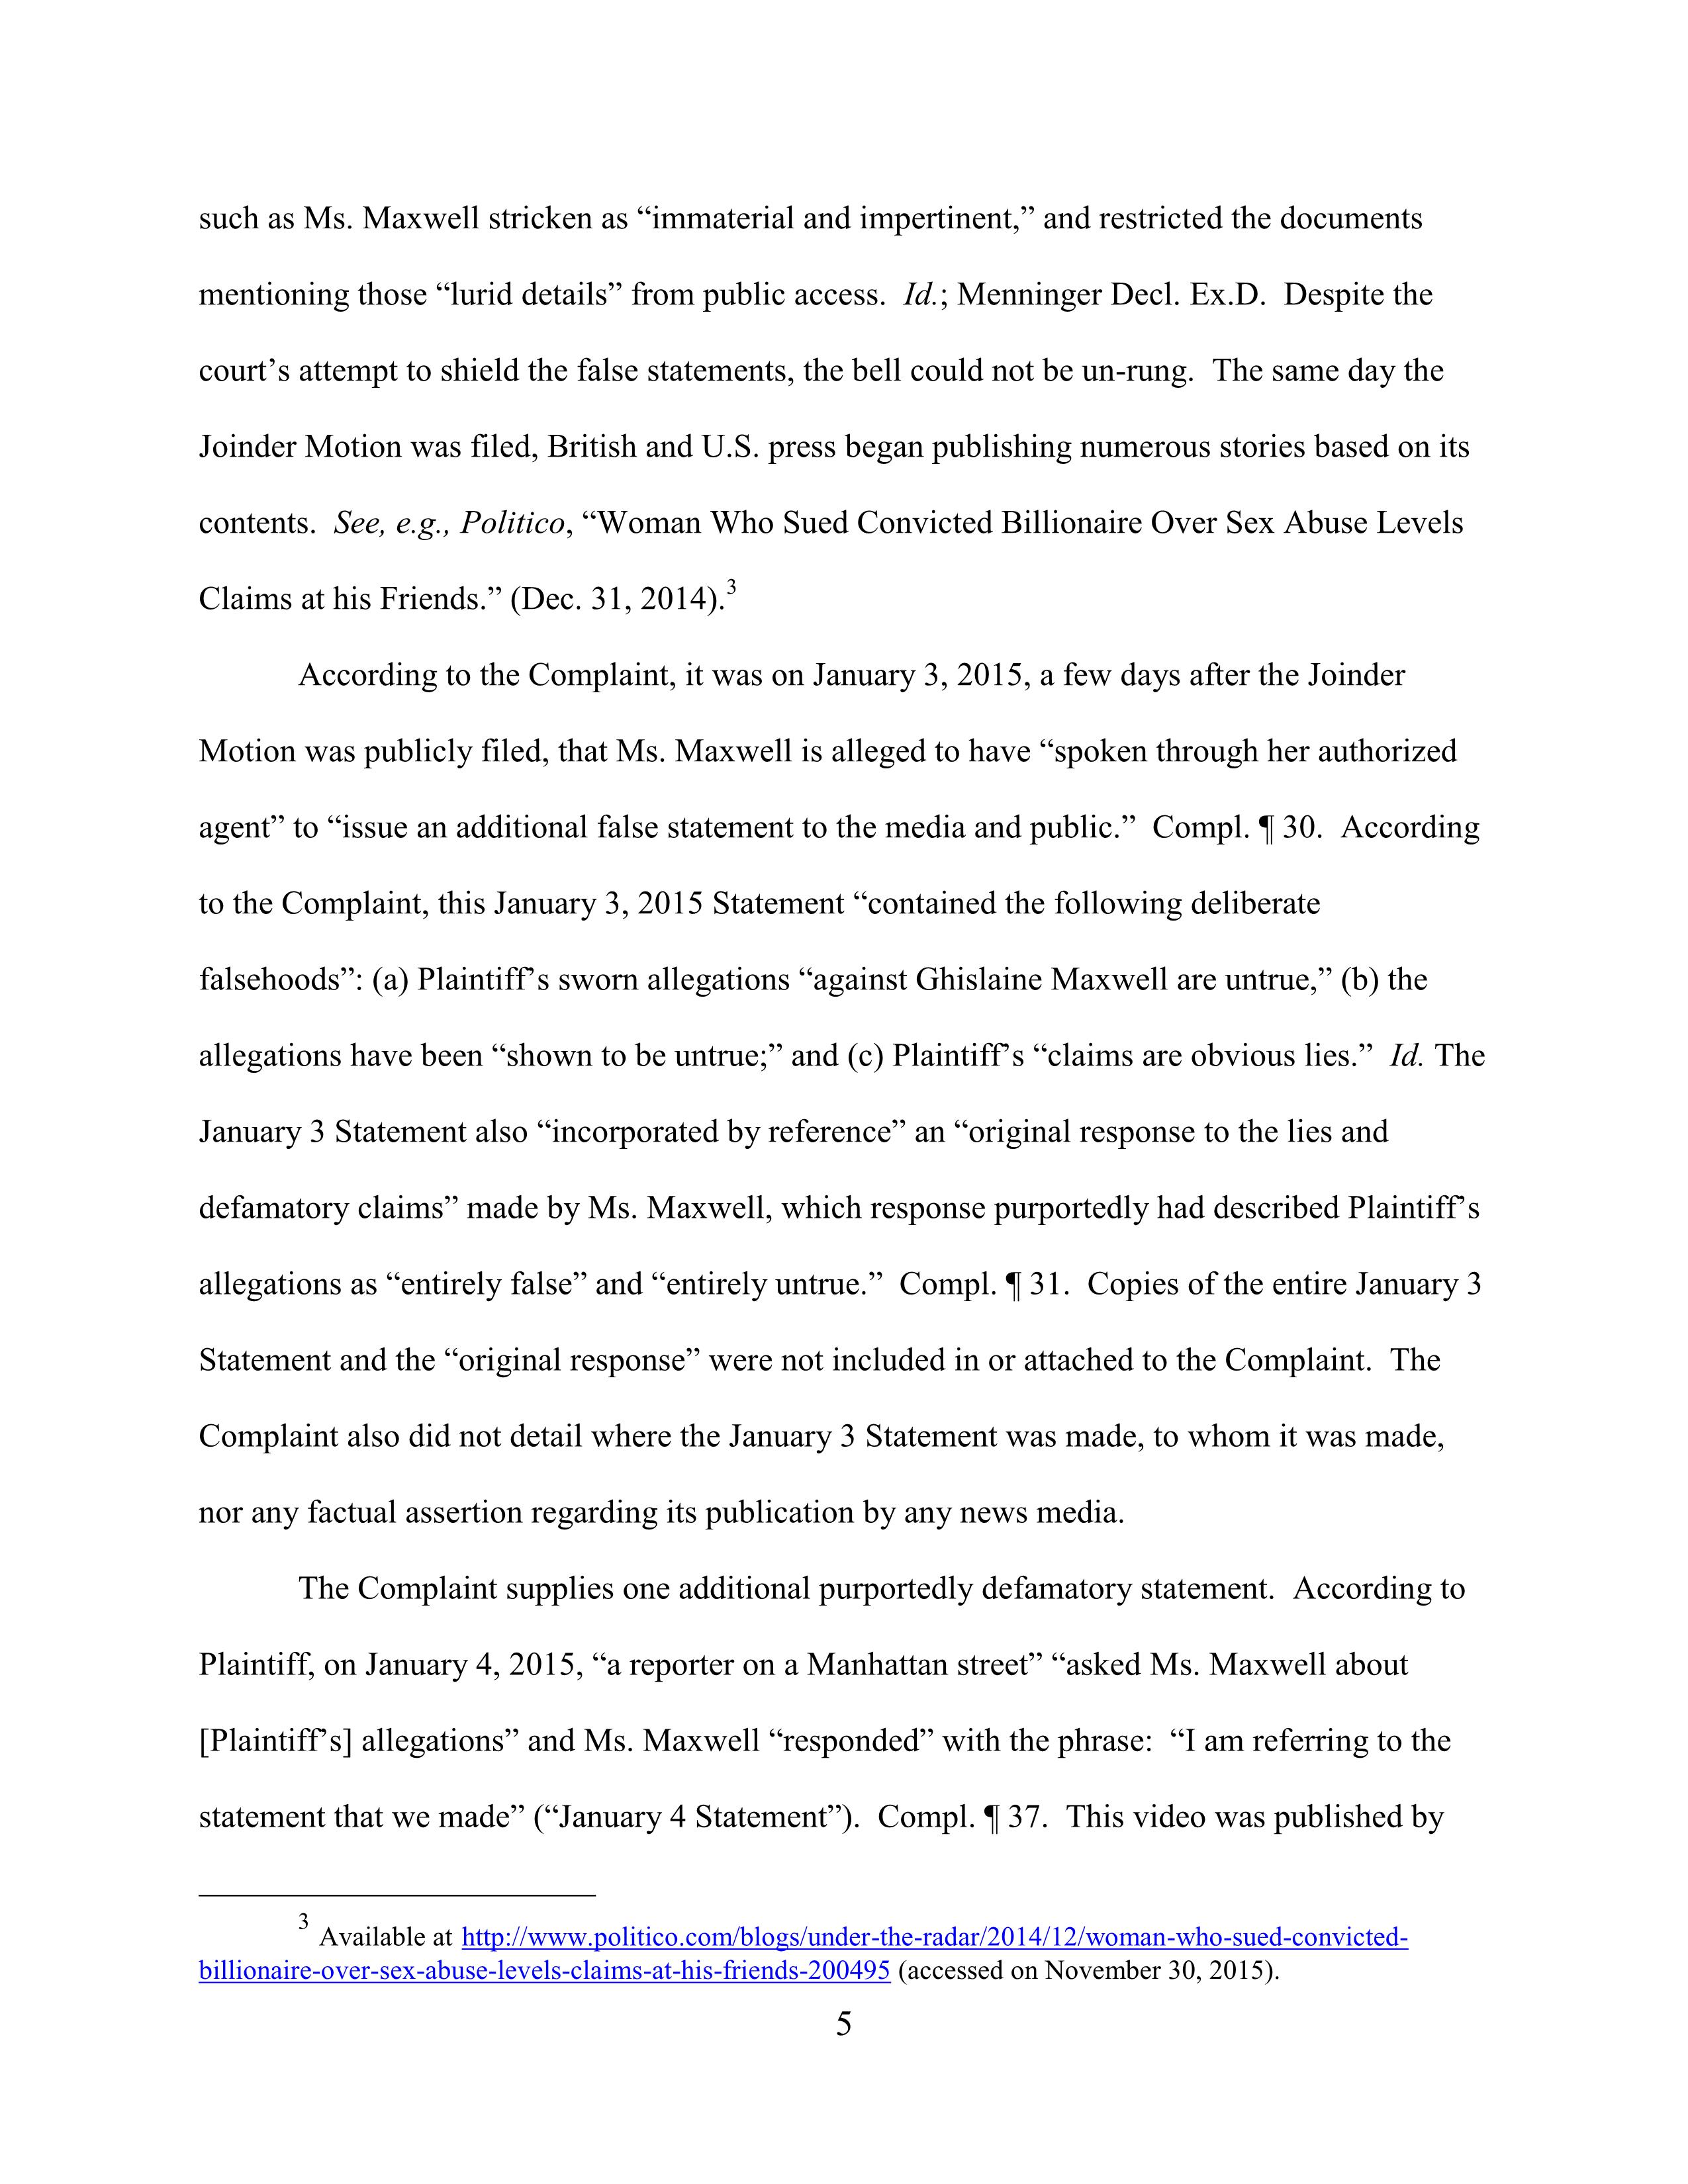 such as Ms. Maxwell stricken as “immaterial and impertinent,” and restricted the documents
mentioning those “lurid details” from public access.  Id.; Menninger Decl. Ex.D.  Despite the
court’s attempt to shield the false statements, the bell could not be un-rung.  The same day the
Joinder Motion was filed, British and U.S. press began publishing numerous stories based on its
contents.  See, e.g., Politico, “Woman Who Sued Convicted Billionaire Over Sex Abuse Levels
Claims at his Friends.” (Dec. 31, 2014).3
According to the Complaint, it was on January 3, 2015, a few days after the Joinder
Motion was publicly filed, that Ms. Maxwell is alleged to have “spoken through her authorized
agent” to “issue an additional false statement to the media and public.”  Compl. ¶ 30.  According
to the Complaint, this January 3, 2015 Statement “contained the following deliberate
falsehoods”: (a) Plaintiff’s sworn allegations “against Ghislaine Maxwell are untrue,” (b) the
allegations have been “shown to be untrue;” and (c) Plaintiff’s “claims are obvious lies.”  Id. The
January 3 Statement also “incorporated by reference” an “original response to the lies and
defamatory claims” made by Ms. Maxwell, which response purportedly had described Plaintiff’s
allegations as “entirely false” and “entirely untrue.”  Compl. ¶ 31.  Copies of the entire January 3
Statement and the “original response” were not included in or attached to the Complaint.  The
Complaint also did not detail where the January 3 Statement was made, to whom it was made,
nor any factual assertion regarding its publication by any news media.
The Complaint supplies one additional purportedly defamatory statement.  According to
Plaintiff, on January 4, 2015, “a reporter on a Manhattan street” “asked Ms. Maxwell about
[Plaintiff’s] allegations” and Ms. Maxwell “responded” with the phrase:  “I am referring to the
statement that we made” (“January 4 Statement”).  Compl. ¶ 37.  This video was published by
3 Available at http://www.politico.com/blogs/under-the-radar/2014/12/woman-who-sued-convicted-
billionaire-over-sex-abuse-levels-claims-at-his-friends-200495 (accessed on November 30, 2015).
5